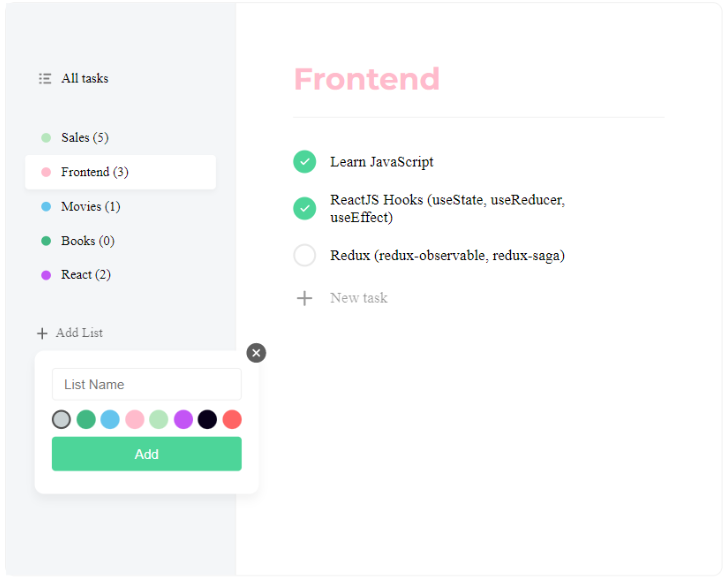 All tasks
Sales (5)
Frontend (3)
Movies (1)
Books (0)
React (2)
Add List
List Name
Add
Frontend
Learn JavaScript
ReactJS Hooks (useState, useReducer,
useEffect)
Redux (redux-observable, redux-saga)
New task